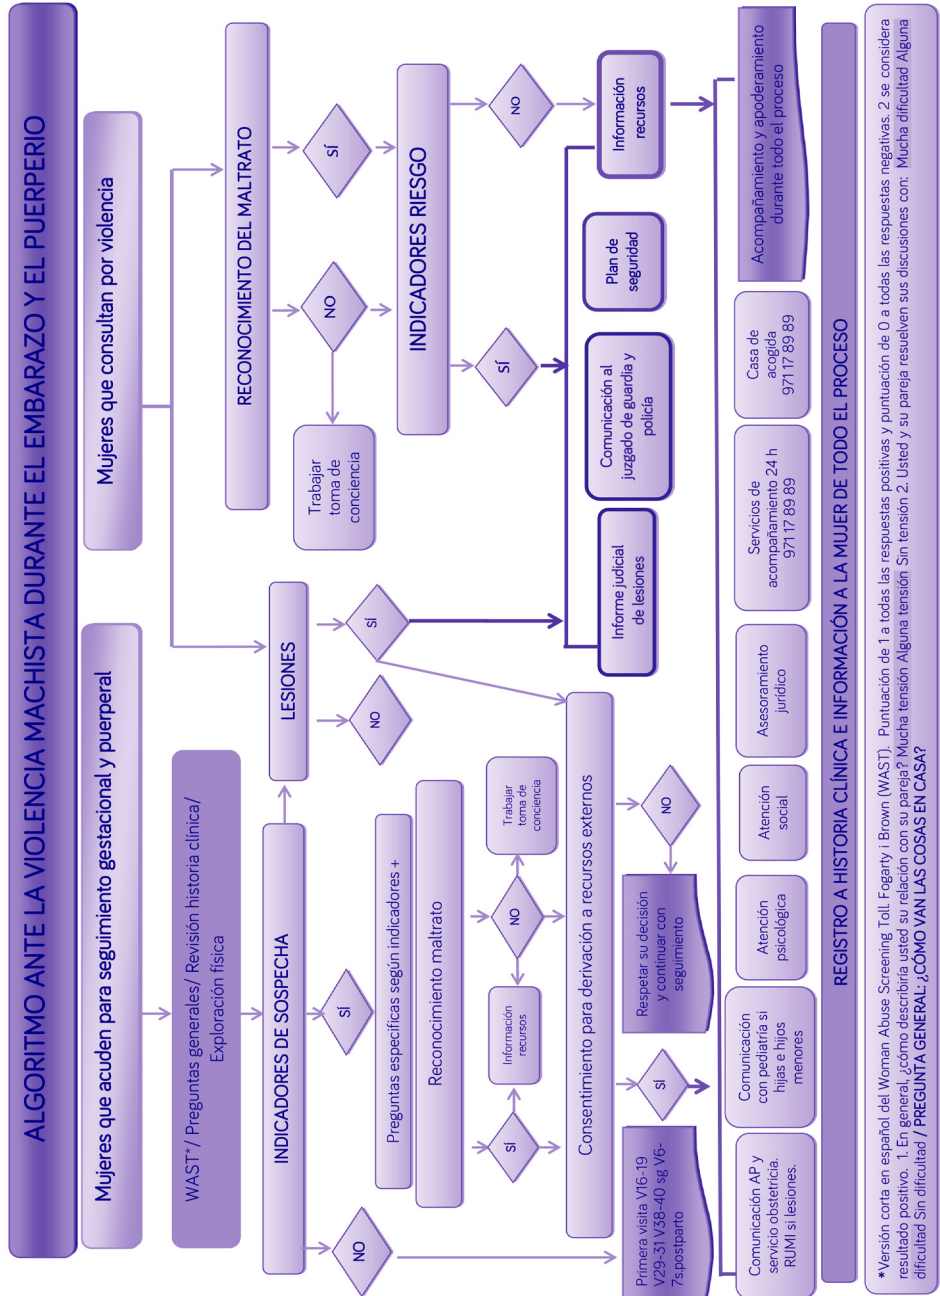 ALGORITMO ANTE LA VIOLENCIA MACHISTA DURANTE EL EMBARAZO Y EL PUERPERIO
Mujeres que acuden para seguimiento gestacional y puerperal
Mujeres que consultan por violencia
WAST*/ Preguntas generales/ Revisión historia clínica/
Exploración física
INDICADORES DE SOSPECHA
LESIONES
RECONOCIMIENTO DEL MALTRATO
NO
SÍ
NO
SÍ
NO
SÍ
Preguntas específicas según indicadores +
Reconocimiento maltrato
Trabajar
toma de
conciencia
INDICADORES RIESGO
SÍ
NO
SÍ
Información
recursos
NO
Trabajar
toma de
conciencia
SÍ
NO
Consentimiento para derivación a recursos externos
Informe judicial
de lesiones
Comunicación al
juzgado de guardia y
policía
Plan de
seguridad
Información
recursos
Primera visita V16-19
V29-31 V38-40 sg V6-
7s.postparto
Respetar su decisión
y continuar con
seguimiento
Comunicación AP y
servicio obstetricia.
RUMI si lesiones.
Comunicación
con pediatría si
hijas e hijos
menores
Atención
psicológica
Atención
social
Asesoramiento
jurídico
Servicios de
acompañamiento 24 h
971 17 89 89
Casa de
acogida
971 17 89 89
Acompañamiento y apoderamiento
durante todo el proceso
REGISTRO A HISTORIA CLÍNICA E INFORMACIÓN A LA MUJER DE TODO EL PROCESO
*Versión corta en español del Woman Abuse Screening Toll. Fogarty i Brown (WAST). Puntuación de 1 a todas las respuestas positivas y puntuación de 0 a todas las respuestas negativas. 2 se considera
resultado positivo. 1. En general, ¿cómo describiría usted su relación con su pareja? Mucha tensión Alguna tensión Sin tensión 2. Usted y su pareja resuelven sus discusiones con: Mucha dificultad Alguna
dificultad Sin dificultad / PREGUNTA GENERAL: ¿CÓMO VAN LAS COSAS EN CASA?